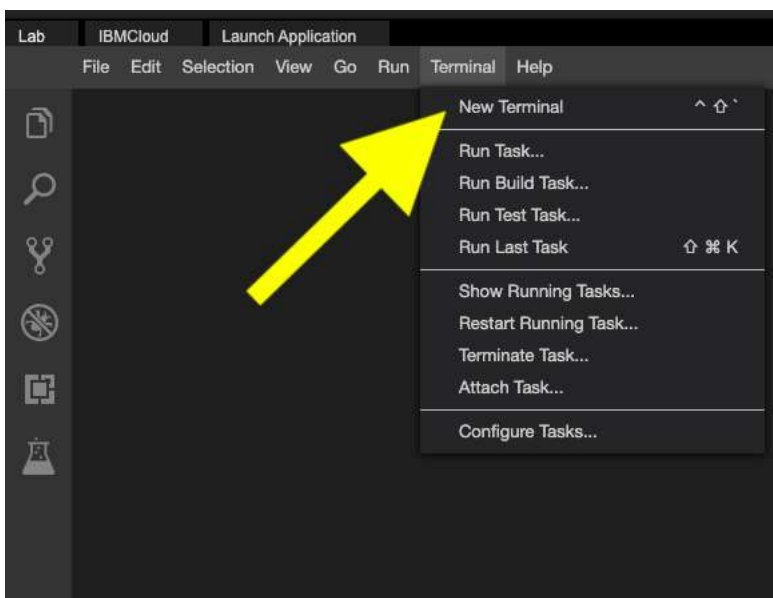 Lab IBMCloud Launch Application
File Edit Selection View Go Run Terminal Help
New Terminal ^ ⇧ `
Run Task...
Run Build Task...
Run Test Task...
Run Last Task ⇧ ⌘ K
Show Running Tasks...
Restart Running Task...
Terminate Task...
Attach Task...
Configure Tasks...